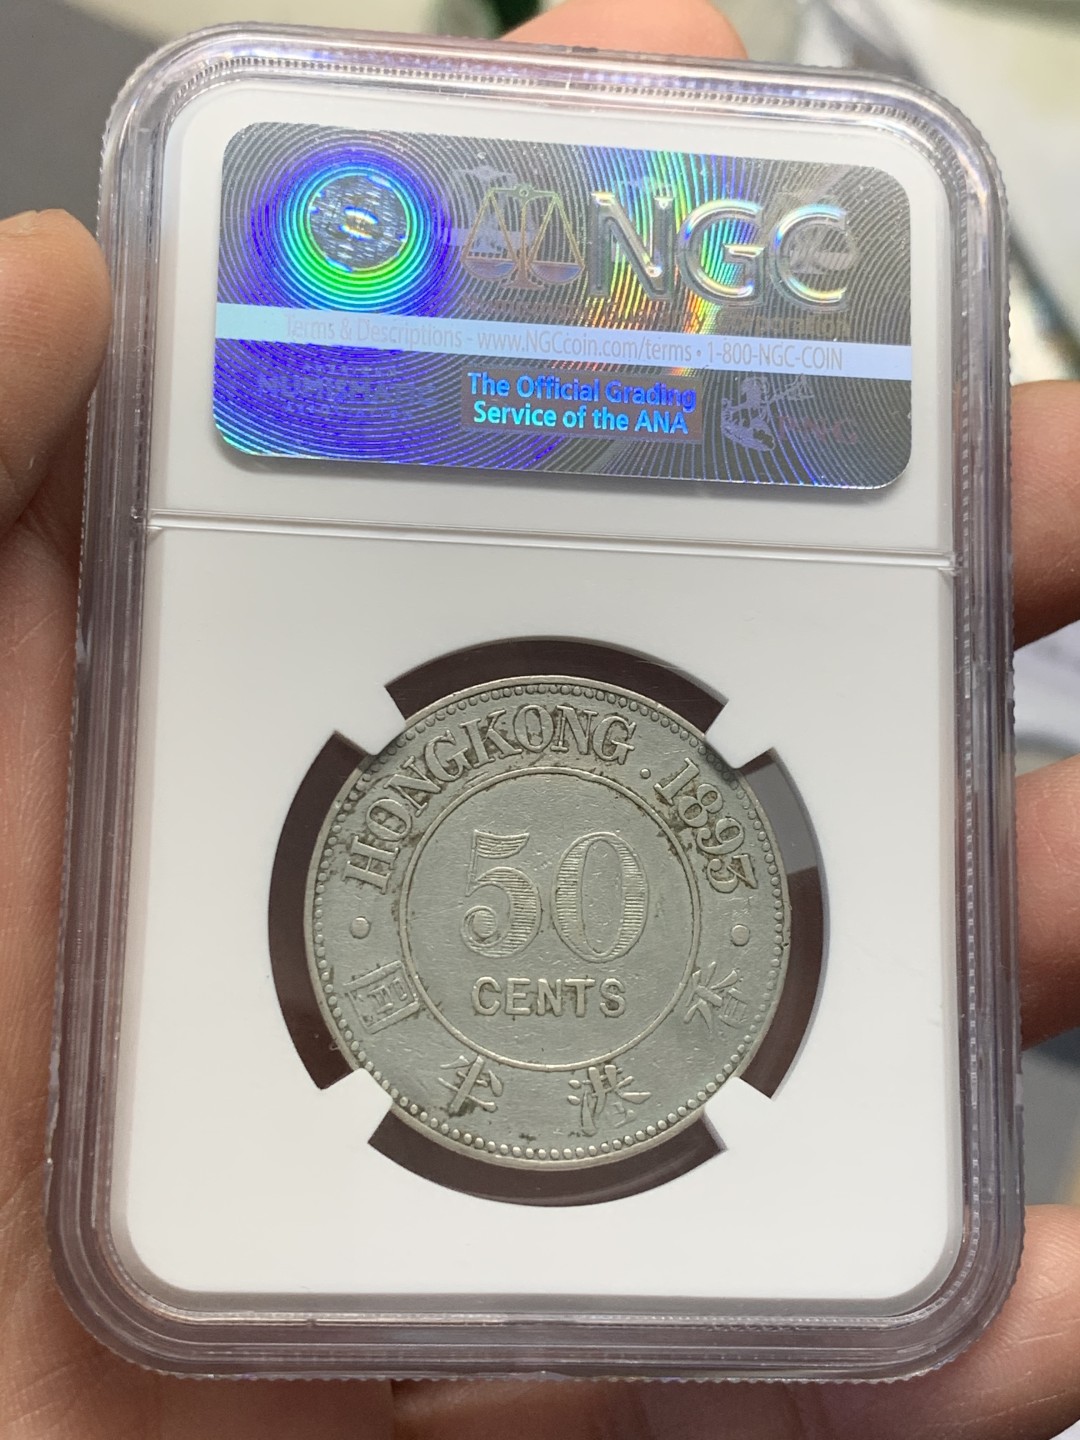 NGC
Terms & Descriptions - www.NGCcoin.com/terms • 1-800-NGC-COIN
The Official Grading
Service of the ANA
HONGKONG . 1893
50
CENTS
香港半圓